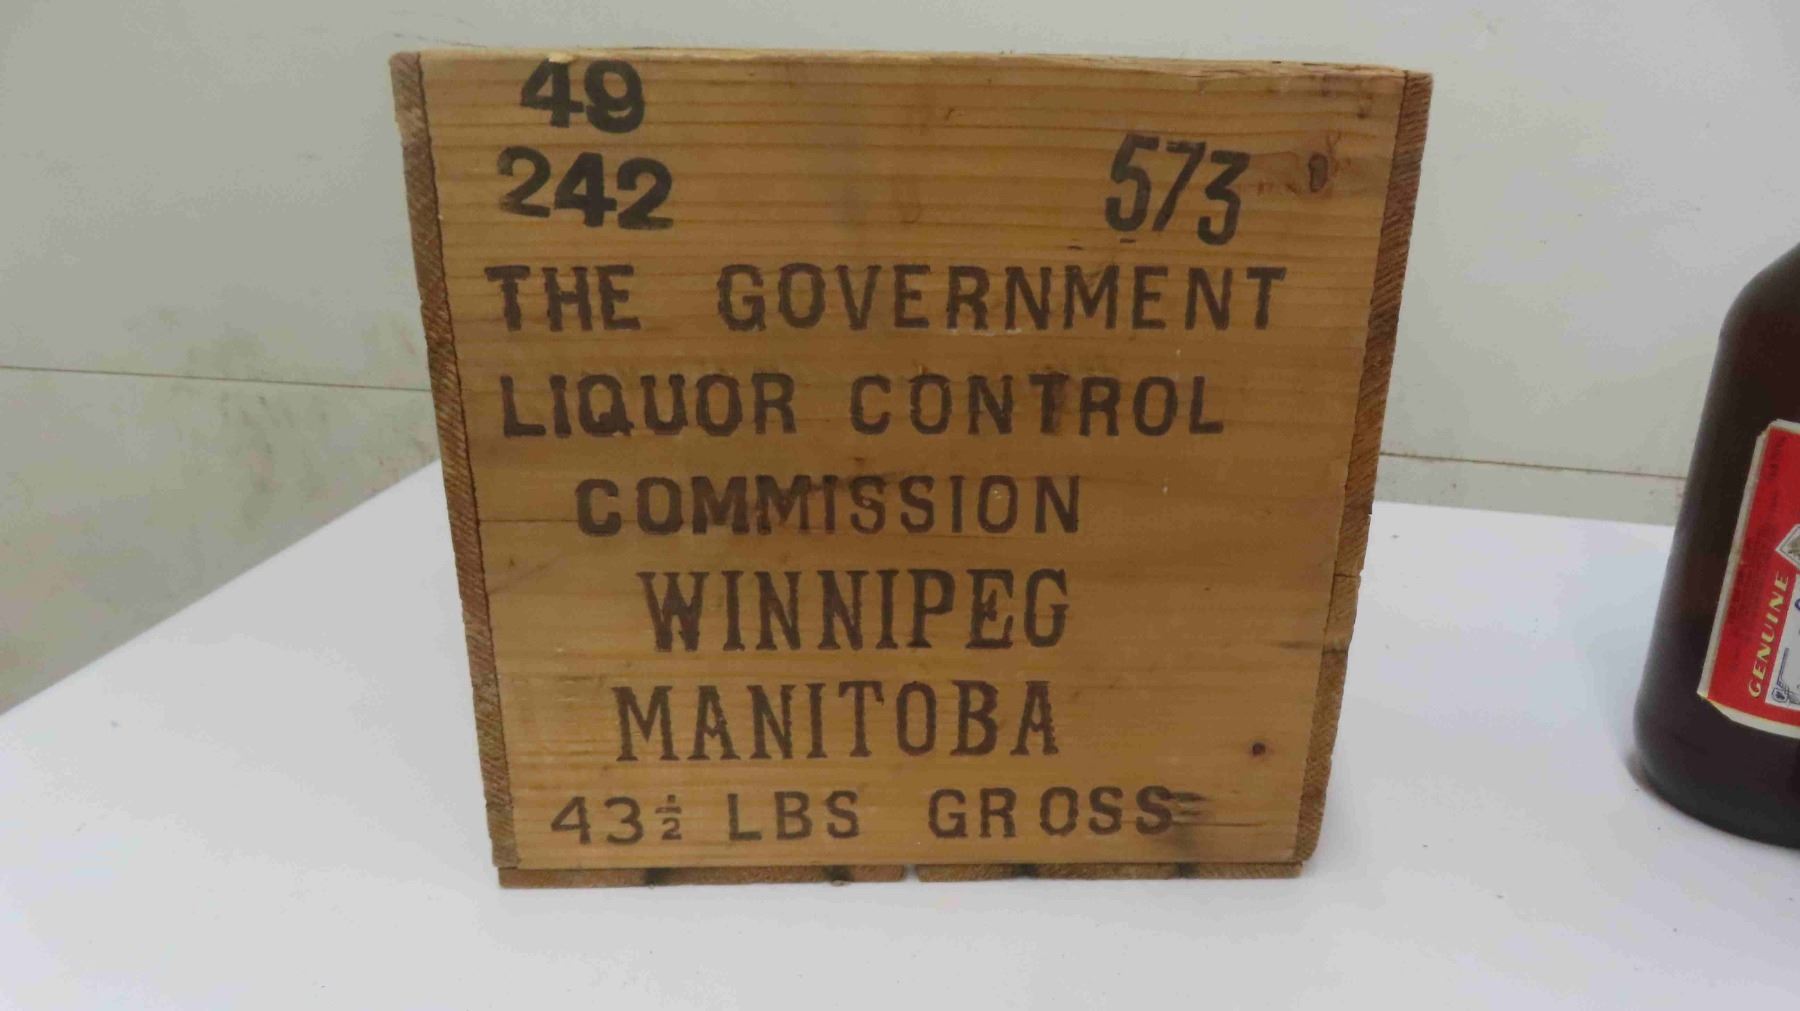 49
242 573
THE GOVERNMENT
LIQUOR CONTROL
COMMISSION
WINNIPEG
MANITOBA
43½ LBS GROSS
GENUINE